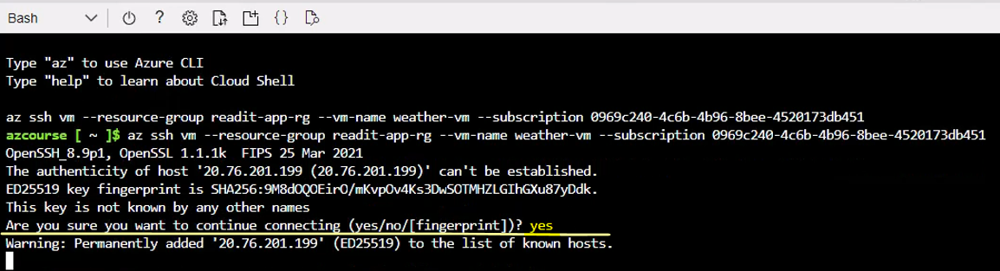 Bash
Type "az" to use Azure CLI
Type "help" to learn about Cloud Shell
az ssh vm --resource-group readit-app-rg --vm-name weather-vm --subscription 0969c240-4c6b-4b96-8bee-4520173db451
azcourse [ ~ ]$ az ssh vm --resource-group readit-app-rg --vm-name weather-vm --subscription 0969c240-4c6b-4b96-8bee-4520173db451
OpenSSH_8.9p1, OpenSSL 1.1.1k  FIPS 25 Mar 2021
The authenticity of host '20.76.201.199 (20.76.201.199)' can't be established.
ED25519 key fingerprint is SHA256:9M8dOQOEirO/mKvpOv4Ks3DwSOTMHZLGIhGXu87yDdk.
This key is not known by any other names
Are you sure you want to continue connecting (yes/no/[fingerprint])? yes
Warning: Permanently added '20.76.201.199' (ED25519) to the list of known hosts.